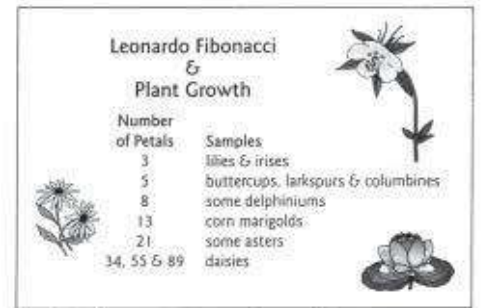 Leonardo Fibonacci
&
Plant Growth
Number
of Petals Samples
3 lilies & irises
5 buttercups, larkspurs & columbines
8 some delphiniums
13 corn marigolds
21 some asters
34, 55 & 89 daisies